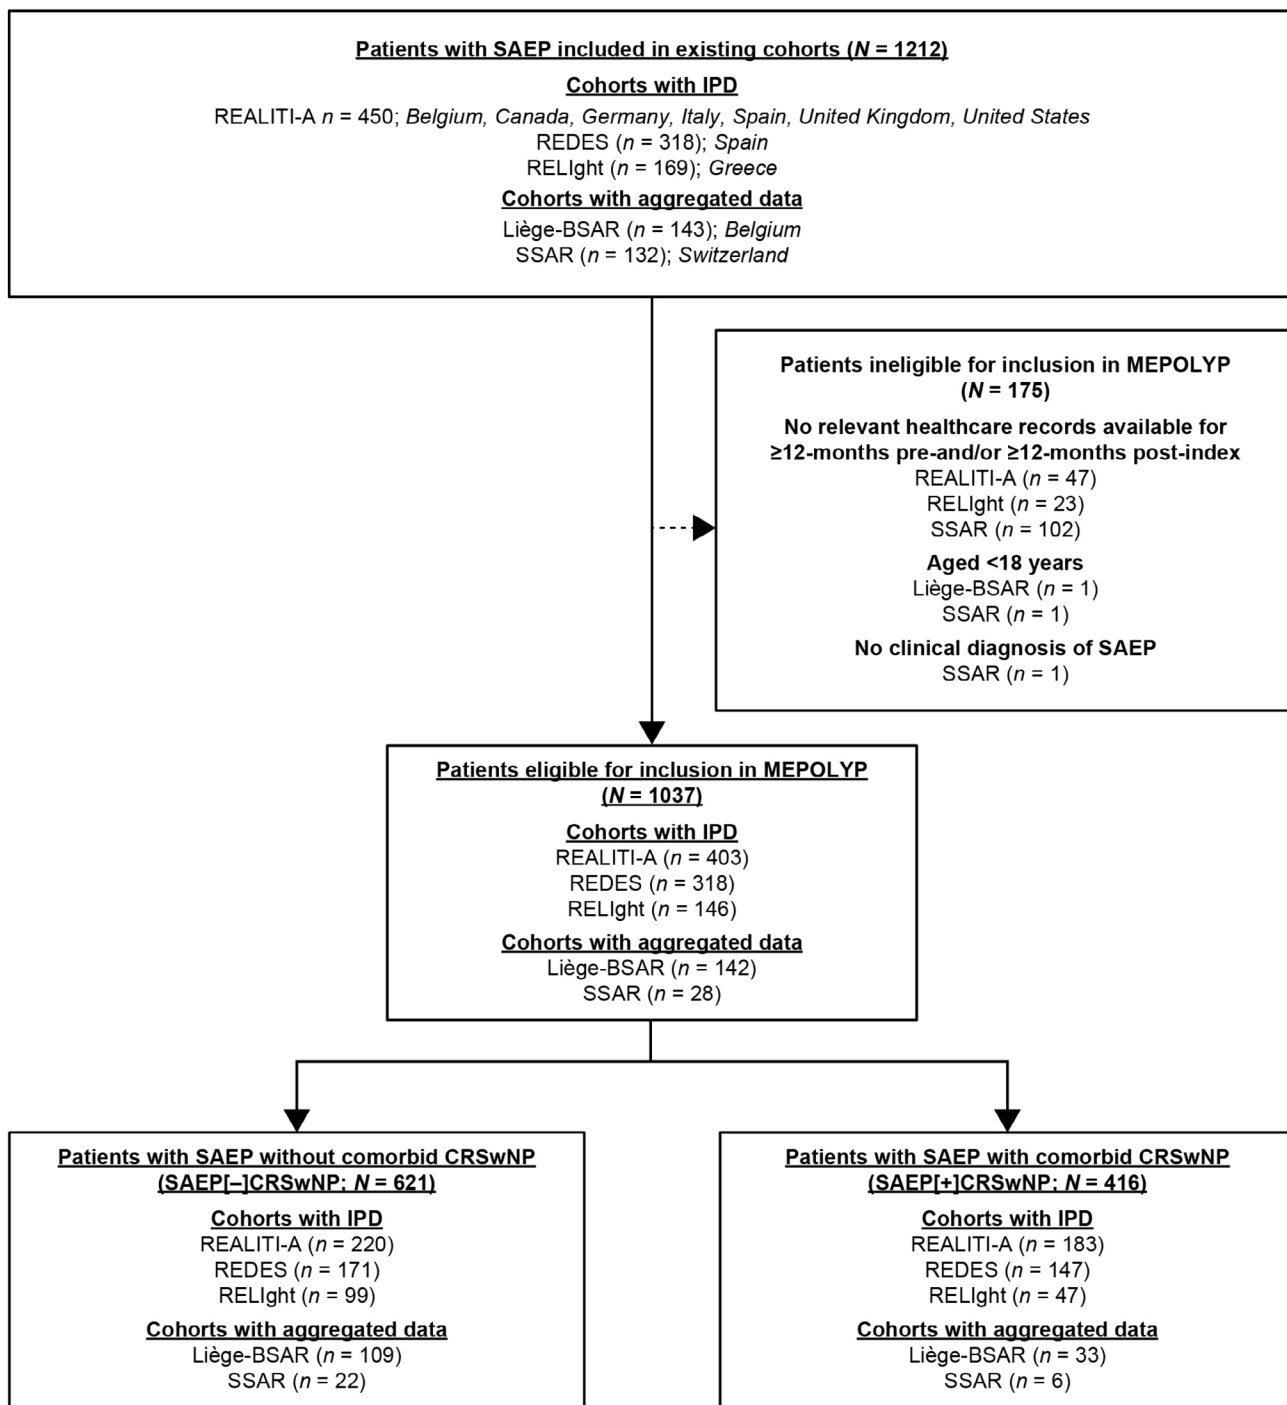 Patients with SAEP included in existing cohorts (N = 1212)
Cohorts with IPD
REALITI-A n = 450; Belgium, Canada, Germany, Italy, Spain, United Kingdom, United States
REDES (n = 318); Spain
RELIght (n = 169); Greece
Cohorts with aggregated data
Liège-BSAR (n = 143); Belgium
SSAR (n = 132); Switzerland
Patients ineligible for inclusion in MEPOLYP
(N = 175)
No relevant healthcare records available for
≥12-months pre-and/or ≥12-months post-index
REALITI-A (n = 47)
RELIght (n = 23)
SSAR (n = 102)
Aged <18 years
Liège-BSAR (n = 1)
SSAR (n = 1)
No clinical diagnosis of SAEP
SSAR (n = 1)
Patients eligible for inclusion in MEPOLYP
(N = 1037)
Cohorts with IPD
REALITI-A (n = 403)
REDES (n = 318)
RELIght (n = 146)
Cohorts with aggregated data
Liège-BSAR (n = 142)
SSAR (n = 28)
Patients with SAEP without comorbid CRSwNP
(SAEP[–]CRSwNP; N = 621)
Cohorts with IPD
REALITI-A (n = 220)
REDES (n = 171)
RELIght (n = 99)
Cohorts with aggregated data
Liège-BSAR (n = 109)
SSAR (n = 22)
Patients with SAEP with comorbid CRSwNP
(SAEP[+]CRSwNP; N = 416)
Cohorts with IPD
REALITI-A (n = 183)
REDES (n = 147)
RELIght (n = 47)
Cohorts with aggregated data
Liège-BSAR (n = 33)
SSAR (n = 6)